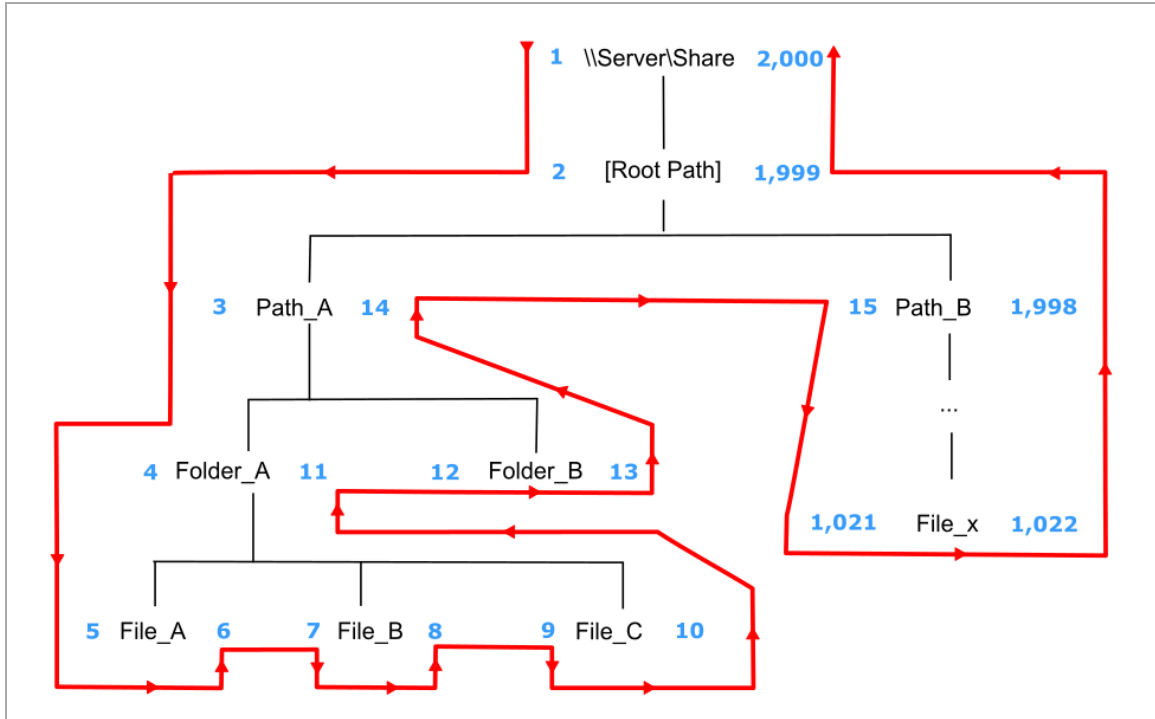 1 \\Server\Share 2,000
2 [Root Path] 1,999
3 Path_A 14
15 Path_B 1,998
...
4 Folder_A 11
12 Folder_B 13
1,021 File_x 1,022
5 File_A 6
7 File_B 8
9 File_C 10